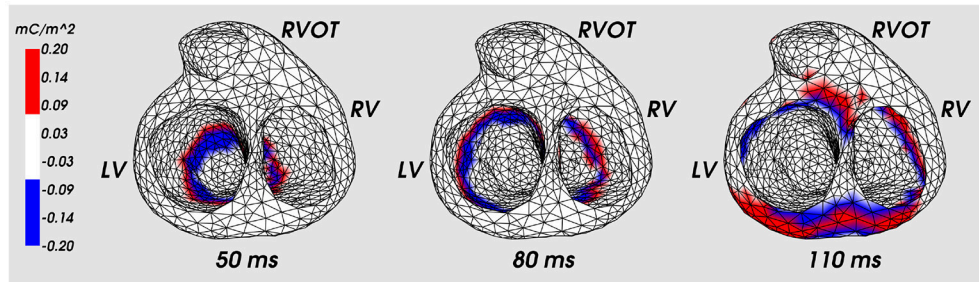 mC/m^2
0.20
0.14
0.09
0.03
-0.03
-0.09
-0.14
-0.20
RVOT
RV
LV
50 ms
RVOT
RV
LV
80 ms
RVOT
RV
LV
110 ms